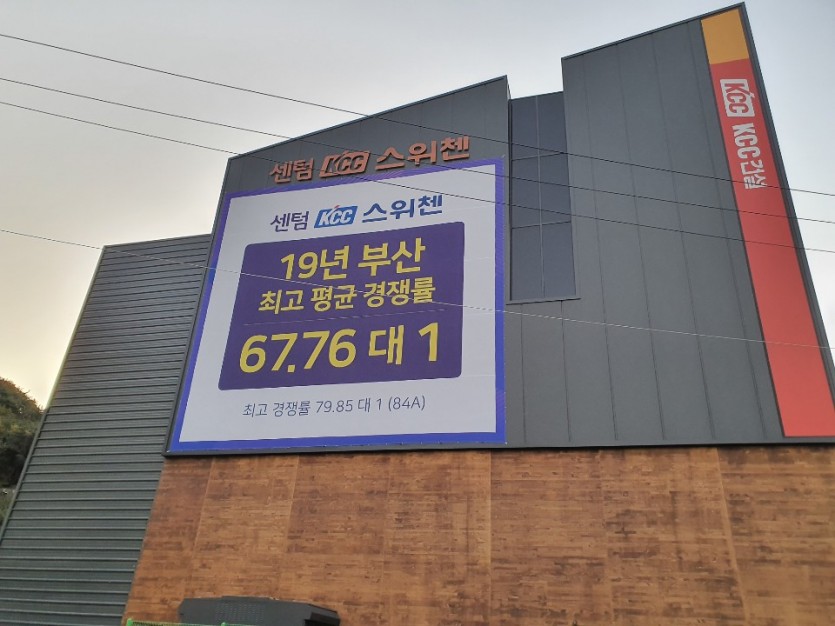 센텀 KCC 스위첸
센텀 KCC 스위첸
19년 부산
최고 평균 경쟁률
67.76 대 1
최고 경쟁률 79.85 대 1 (84A)
KCC KCC건설